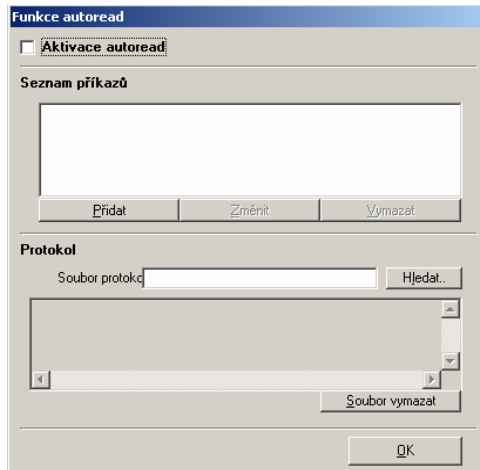 Funkce autoread
Aktivace autoread
Seznam příkazů
Přidat Změnit Vymazat
Protokol
Soubor protoko Hledat..
Soubor vymazat
OK